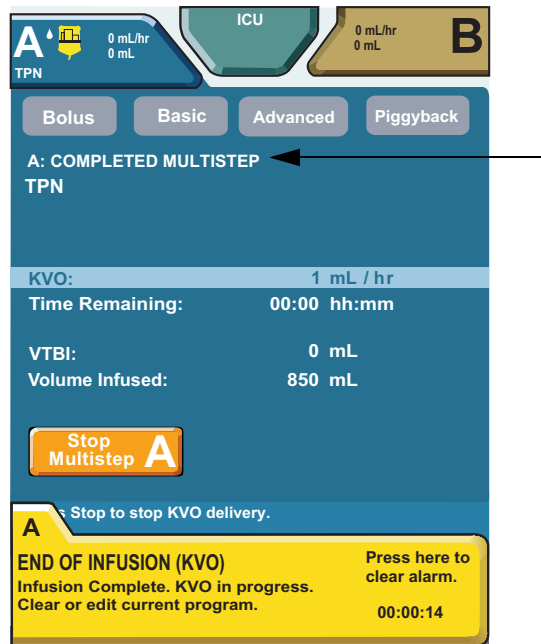 A
0 mL/hr
0 mL
TPN
ICU
0 mL/hr
0 mL
B
Bolus
Basic
Advanced
Piggyback
A: COMPLETED MULTISTEP
TPN
KVO: 1 mL / hr
Time Remaining: 00:00 hh:mm
VTBI: 0 mL
Volume Infused: 850 mL
Stop
Multistep A
Stop to stop KVO delivery.
A
END OF INFUSION (KVO)
Infusion Complete. KVO in progress.
Clear or edit current program.
Press here to
clear alarm.
00:00:14